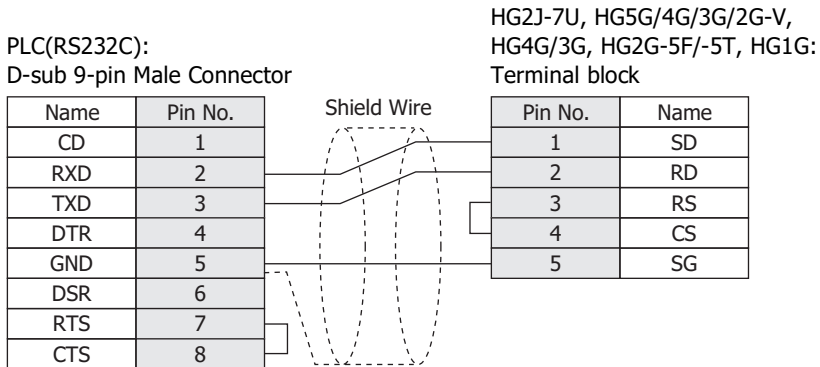 HG2J-7U, HG5G/4G/3G/2G-V,
PLC(RS232C): HG4G/3G, HG2G-5F/-5T, HG1G:
D-sub 9-pin Male Connector Terminal block
Name Pin No. Shield Wire Pin No. Name
CD 1 1 SD
RXD 2 2 RD
TXD 3 3 RS
DTR 4 4 CS
GND 5 5 SG
DSR 6
RTS 7
CTS 8